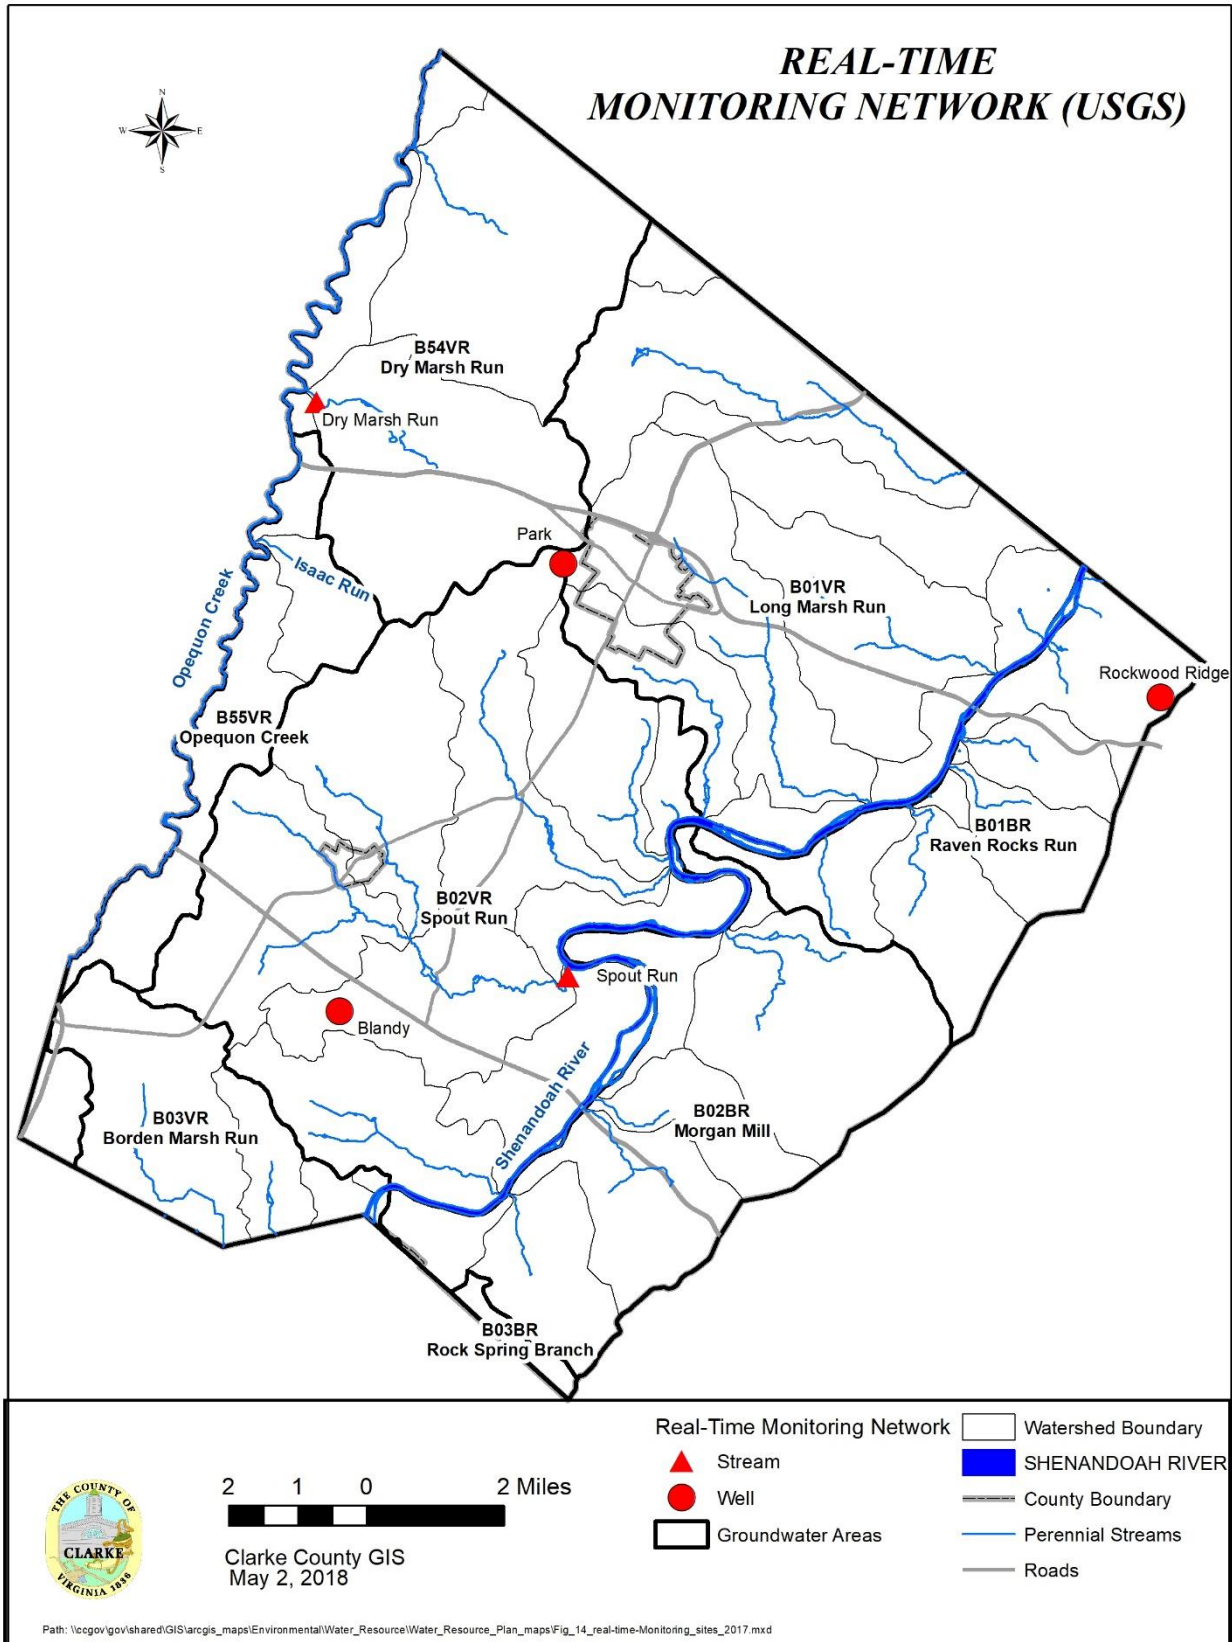 REAL-TIME
MONITORING NETWORK (USGS)
N
W
E
S
B54VR
Dry Marsh Run
Dry Marsh Run
Park
Isaac Run
Opequon Creek
B01VR
Long Marsh Run
Rockwood Ridge
B55VR
Opequon Creek
B01BR
Raven Rocks Run
B02VR
Spout Run
Spout Run
Blandy
Shenandoah River
B03VR
Borden Marsh Run
B02BR
Morgan Mill
B03BR
Rock Spring Branch
THE COUNTY OF
CLARKE
VIRGINIA 1836
2 1 0 2 Miles
Clarke County GIS
May 2, 2018
Real-Time Monitoring Network
Stream
Well
Groundwater Areas
Watershed Boundary
SHENANDOAH RIVER
County Boundary
Perennial Streams
Roads
Path: \\ccgov\gov\shared\GIS\arcgis_maps\Environmental\Water_Resource\Water_Resource_Plan_maps\Fig_14_real-time-Monitoring_sites_2017.mxd